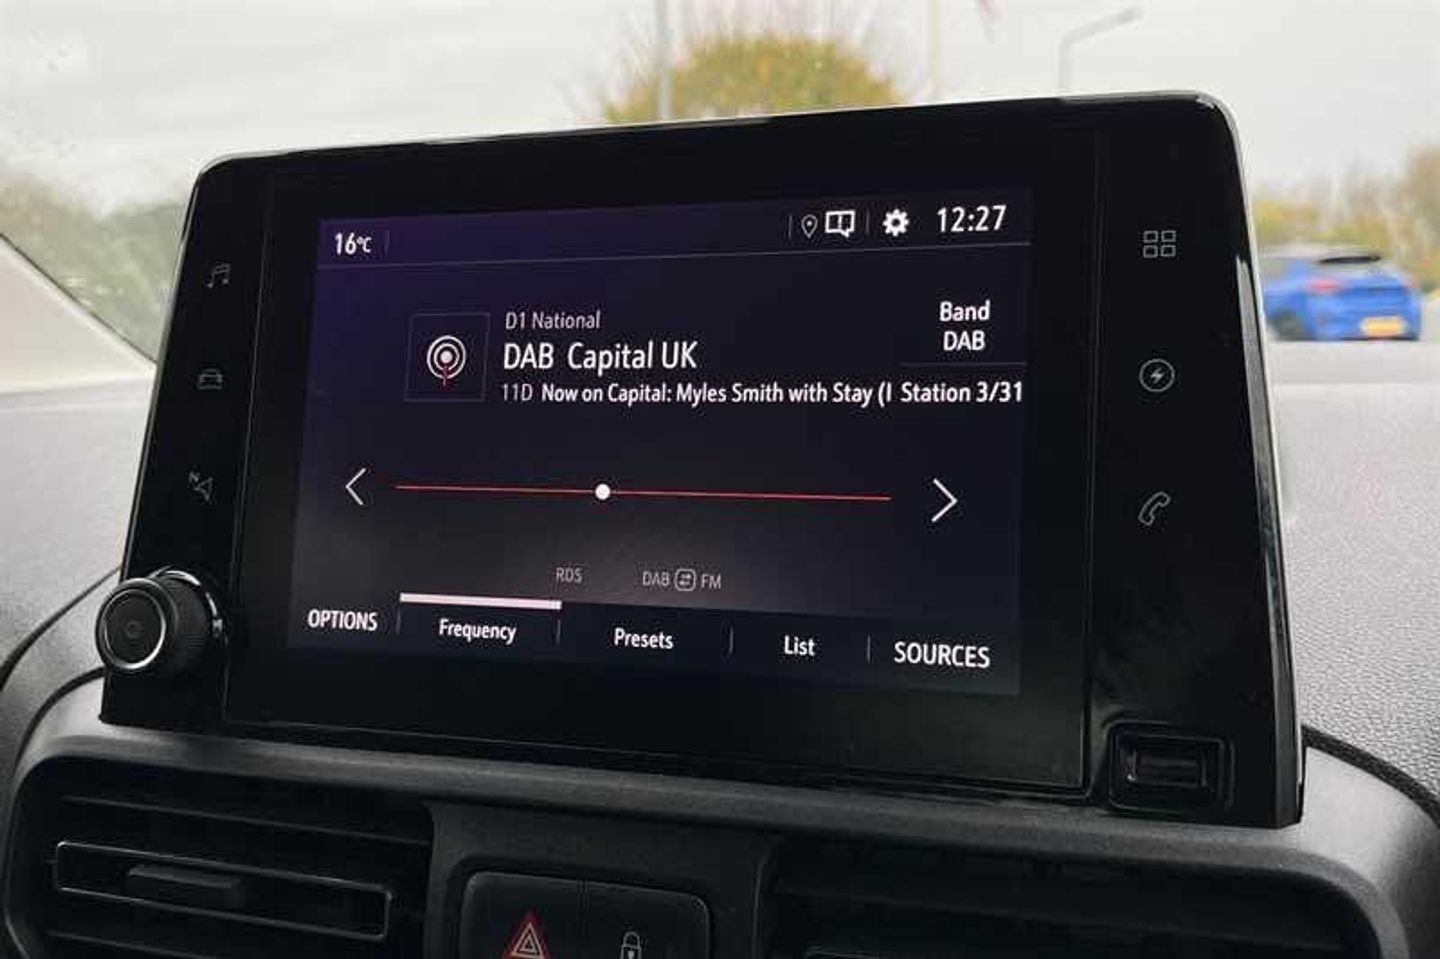 16°C
12:27
D1 National
DAB Capital UK
11D Now on Capital: Myles Smith with Stay (I Station 3/31
Band
DAB
RDS
DAB FM
OPTIONS
Frequency
Presets
List
SOURCES
N